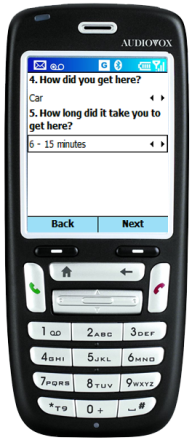 AUDIOVOX
G
4. How did you
get here?
Car
5. How long did it take you to
get here?
6 - 15 minutes
Back Next
1 2ABC 3DEF
4GHI 5JKL 6MNO
7PQRS 8TUV 9WXYZ
*T9 0+ #